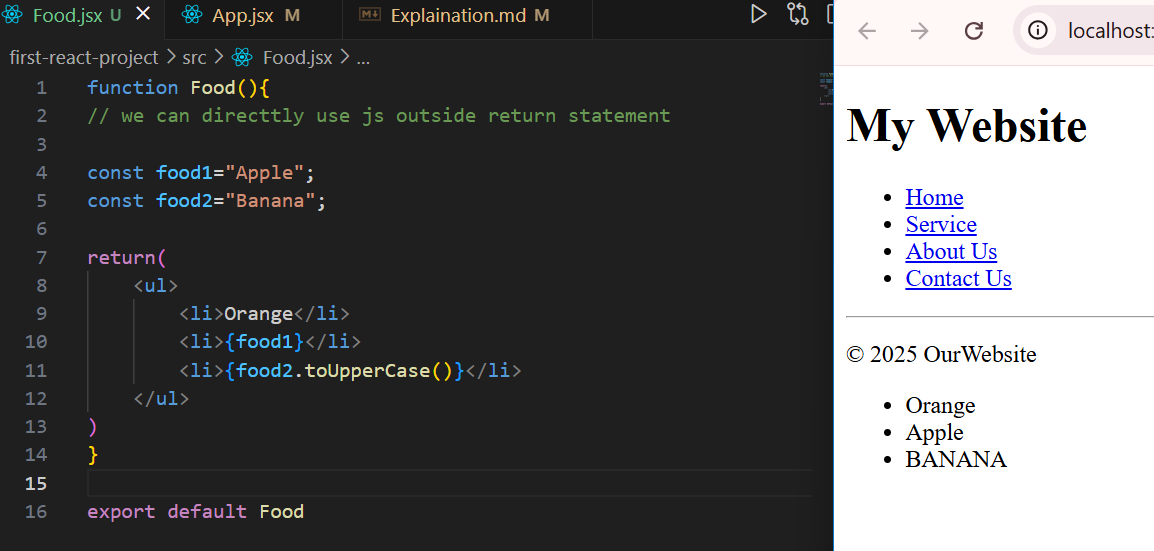 Food.jsx U
App.jsx M
Explaination.md M
first-react-project > src > Food.jsx > ...
1 function Food(){
2 // we can directtly use js outside return statement
3
4 const food1="Apple";
5 const food2="Banana";
6
7 return(
8 <ul>
9 <li>Orange</li>
10 <li>{food1}</li>
11 <li>{food2.toUpperCase()}</li>
12 </ul>
13 )
14 }
15
16 export default Food
localhost:
My Website
• Home
• Service
• About Us
• Contact Us
© 2025 OurWebsite
• Orange
• Apple
• BANANA